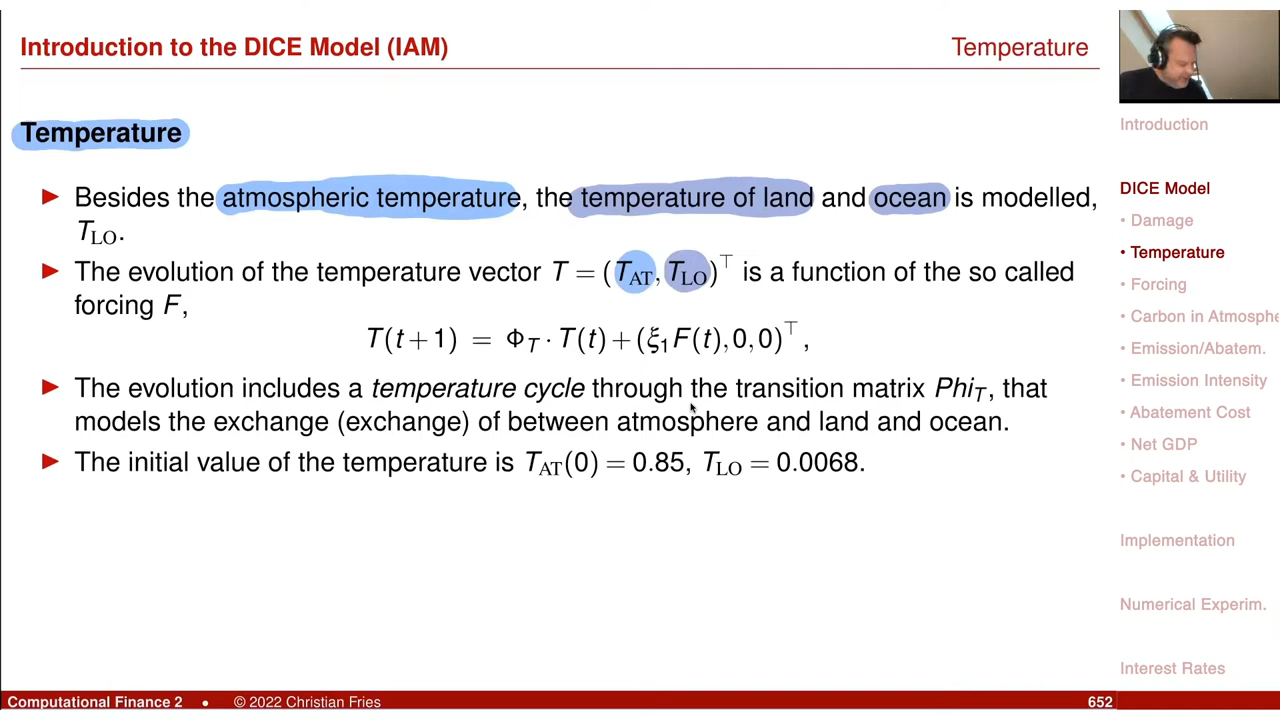 Introduction to the DICE Model (IAM)
Temperature
Temperature
▶ Besides the atmospheric temperature, the temperature of land and ocean is modelled,
T_LO.
▶ The evolution of the temperature vector T = (T_AT, T_LO)^⊤ is a function of the so called
forcing F,
T(t+1) = Φ_T · T(t) + (ξ_1 F(t), 0, 0)^⊤,
▶ The evolution includes a temperature cycle through the transition matrix Phi_T, that
models the exchange (exchange) of between atmosphere and land and ocean.
▶ The initial value of the temperature is T_AT(0) = 0.85, T_LO = 0.0068.
Introduction
DICE Model
• Damage
• Temperature
• Forcing
• Carbon in Atmosphe
• Emission/Abatem.
• Emission Intensity
• Abatement Cost
• Net GDP
• Capital & Utility
Implementation
Numerical Experim.
Interest Rates
Computational Finance 2 • © 2022 Christian Fries
652